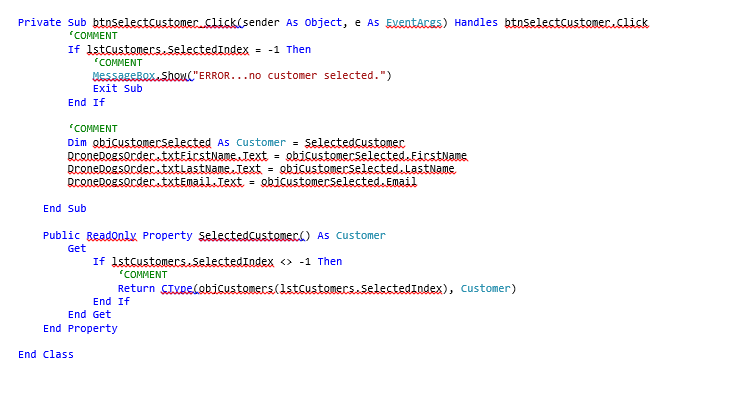 Private Sub btnSelectCustomer_Click(sender As Object, e As EventArgs) Handles btnSelectCustomer.Click
‘COMMENT
If lstCustomers.SelectedIndex = -1 Then
‘COMMENT
MessageBox.Show("ERROR...no customer selected.")
Exit Sub
End If
‘COMMENT
Dim objCustomerSelected As Customer = SelectedCustomer
DroneDogsOrder.txtFirstName.Text = objCustomerSelected.FirstName
DroneDogsOrder.txtLastName.Text = objCustomerSelected.LastName
DroneDogsOrder.txtEmail.Text = objCustomerSelected.Email
End Sub
Public ReadOnly Property SelectedCustomer() As Customer
Get
If lstCustomers.SelectedIndex <> -1 Then
‘COMMENT
Return CType(objCustomers(lstCustomers.SelectedIndex), Customer)
End If
End Get
End Property
End Class